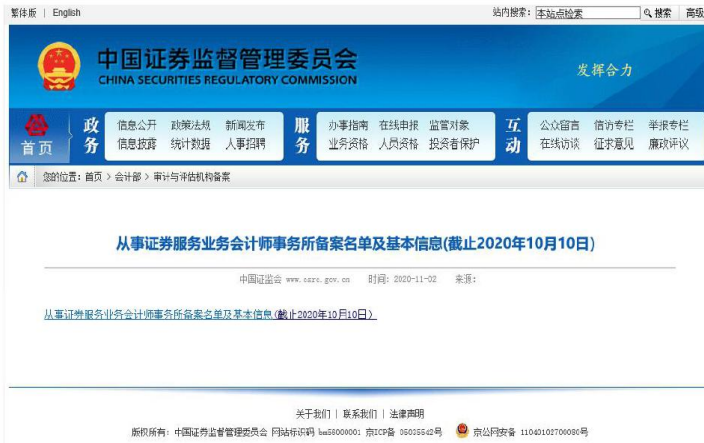 繁体版 | English
站内搜索: 本站点检索 搜索 高级
中国证券监督管理委员会
CHINA SECURITIES REGULATORY COMMISSION
发挥合力
首页
政务
信息公开 政策法规 新闻发布
信息披露 统计数据 人事招聘
服务
办事指南 在线申报 监管对象
业务资格 人员资格 投资者保护
互动
公众留言 信访专栏 举报专栏
在线访谈 征求意见 廉政评议
您的位置: 首页 > 会计部 > 审计与评估机构备案
从事证券服务业务会计师事务所备案名单及基本信息(截止2020年10月10日)
中国证监会 www.csrc.gov.cn 时间: 2020-11-02 来源:
从事证券服务业务会计师事务所备案名单及基本信息(截止2020年10月10日)
关于我们 | 联系我们 | 法律声明
版权所有: 中国证券监督管理委员会 网站标识码 bm56000001 京ICP备 05035542号 京公网安备 11040102700080号